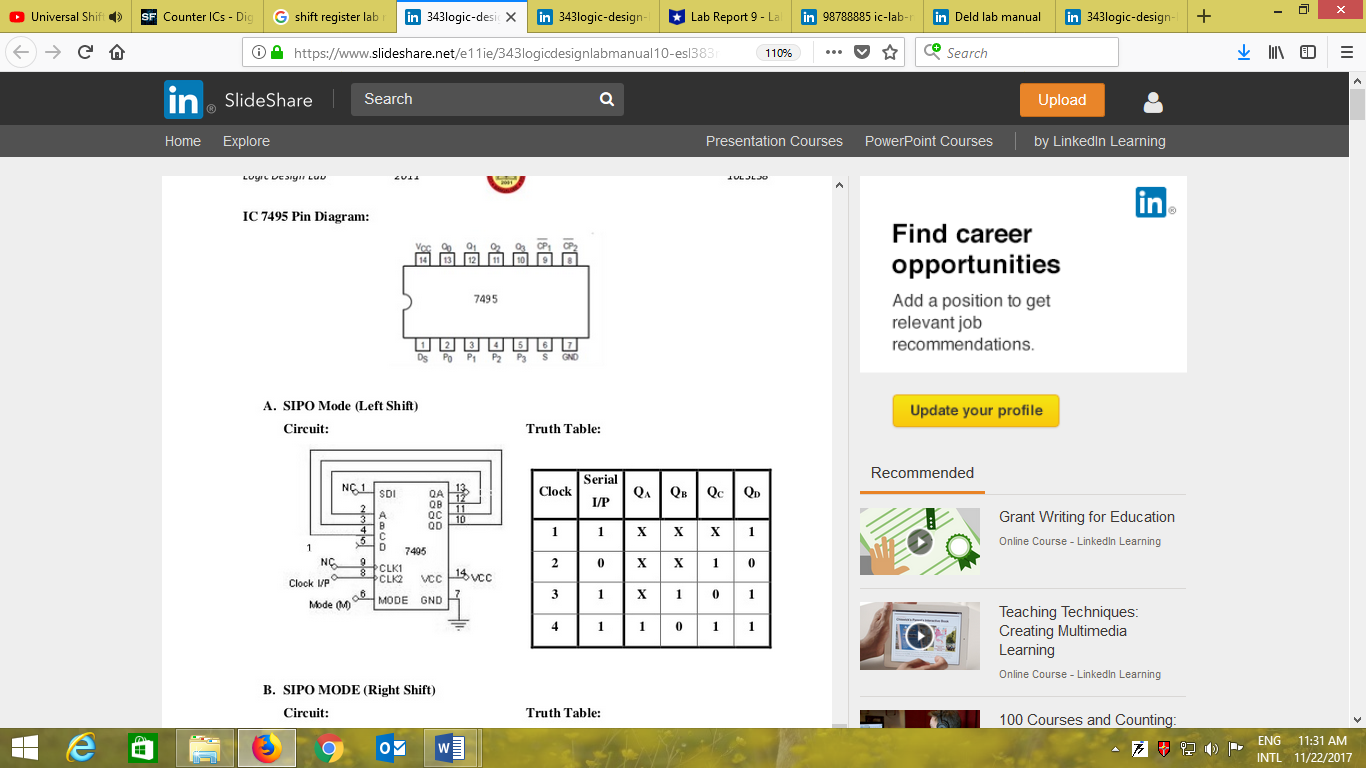 Universal Shif
Counter ICs - Dig
shift register lab m
343logic-desig
343logic-design-l
Lab Report 9 - La
98788885 ic-lab-m
Deld lab manual
343logic-design-l
https://www.slideshare.net/e11ie/343logicdesignlabmanual10-esl383
110%
Search
in® SlideShare
Search
Upload
Home Explore
Presentation Courses PowerPoint Courses by LinkedIn Learning
Logic Design Lab 2011 10ESL38
IC 7495 Pin Diagram:
VCC Q0 Q1 Q2 Q3 CP1 CP2
14 13 12 11 10 9 8
7495
1 2 3 4 5 6 7
DS P0 P1 P2 P3 S GND
A. SIPO Mode (Left Shift)
Circuit: Truth Table:
NC 1 SDI QA 13
QB 12
2 A QC 11
3 B QD 10
4 C
5 D
1
7495
NC 9 CLK1
Clock I/P 8 CLK2 VCC 14 VCC
Mode (M) 6 MODE GND 7
Clock Serial I/P QA QB QC QD
1 1 X X X 1
2 0 X X 1 0
3 1 X 1 0 1
4 1 1 0 1 1
B. SIPO MODE (Right Shift)
Circuit: Truth Table:
in®
Find career
opportunities
Add a position to get
relevant job
recommendations.
Update your profile
Recommended
Grant Writing for Education
Online Course - LinkedIn Learning
Teaching Techniques:
Creating Multimedia
Learning
Online Course - LinkedIn Learning
100 Courses and Counting:
ENG 11:31 AM
INTL 11/22/2017